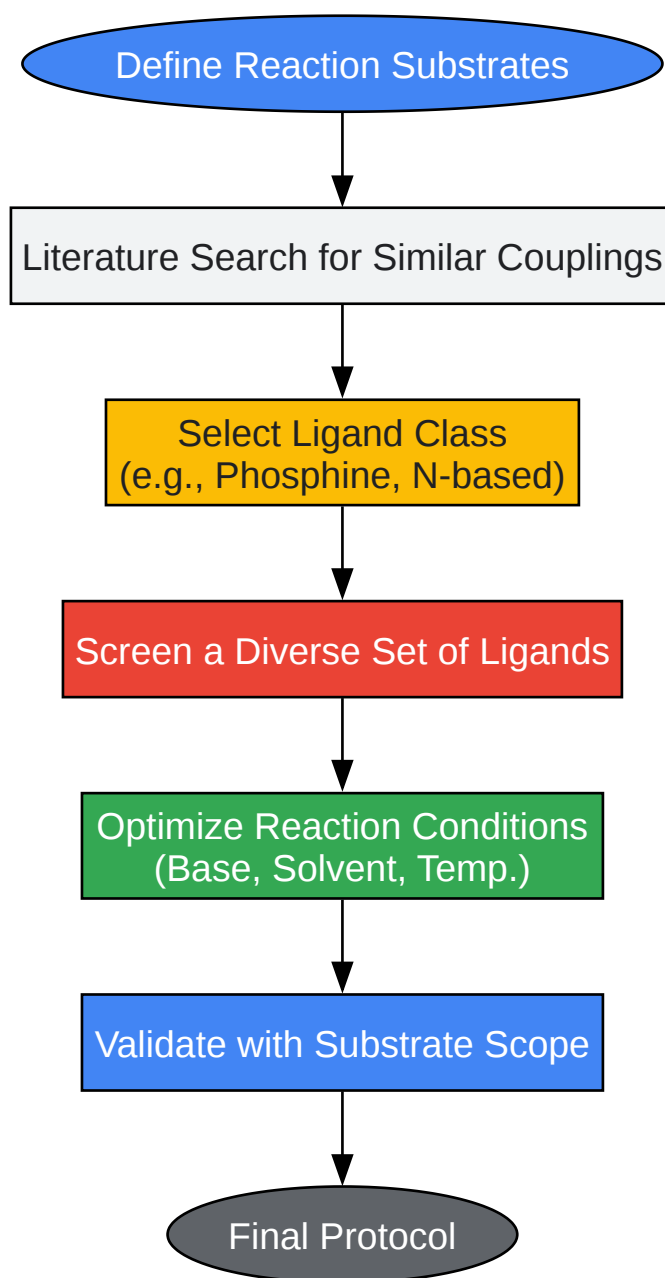 Define Reaction Substrates
Literature Search for Similar Couplings
Select Ligand Class
(e.g., Phosphine, N-based)
Screen a Diverse Set of Ligands
Optimize Reaction Conditions
(Base, Solvent, Temp.)
Validate with Substrate Scope
Final Protocol